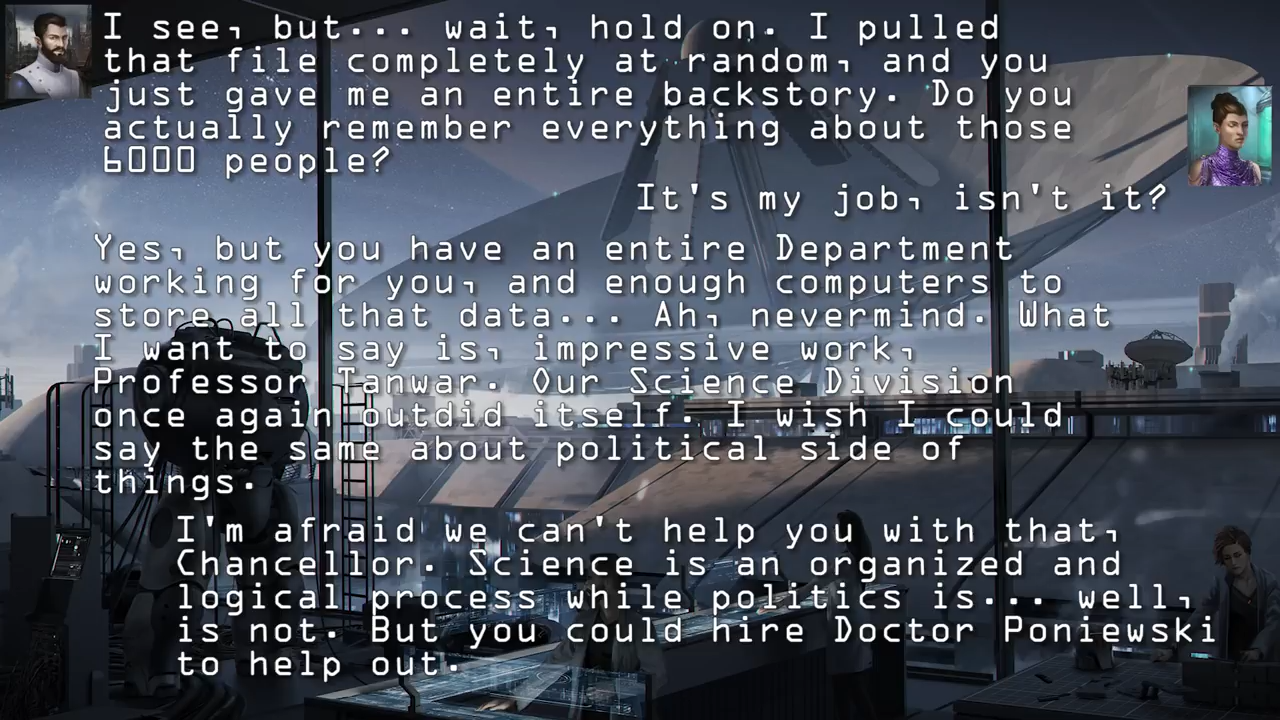 I see, but... wait, hold on. I pulled
that file completely at random, and you
just gave me an entire backstory. Do you
actually remember everything about those
6000 people?
It's my job, isn't it?
Yes, but you have an entire Department
working for you, and enough computers to
store all that data... Ah, nevermind. What
I want to say is, impressive work,
Professor Tanwar. Our Science Division
once again outdid itself. I wish I could
say the same about political side of
things.
I'm afraid we can't help you with that,
Chancellor. Science is an organized and
logical process while politics is... well,
is not. But you could hire Doctor Poniewski
to help out.